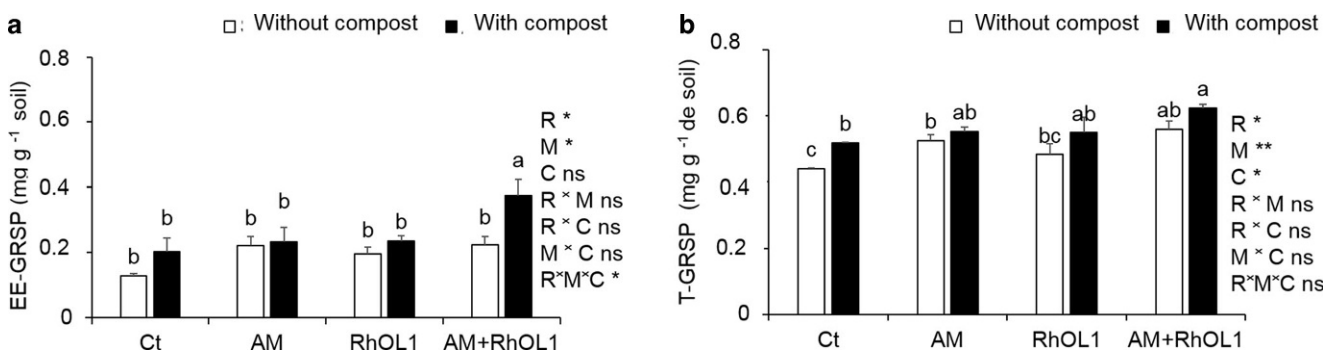 a
: Without compost . With compost
EE-GRSP (mg g ⁻¹ soil)
0.8
0.6
0.4
0.2
0
b b b b b b b a
R *
M *
C ns
R × M ns
R × C ns
M × C ns
R×M×C *
Ct AM RhOL1 AM+RhOL1
b
Without compost With compost
T-GRSP (mg g ⁻¹ de soil)
0.8
0.6
0.4
0.2
0
c b b ab bc ab ab a
R *
M **
C *
R × M ns
R × C ns
M × C ns
R×M×C ns
Ct AM RhOL1 AM+RhOL1